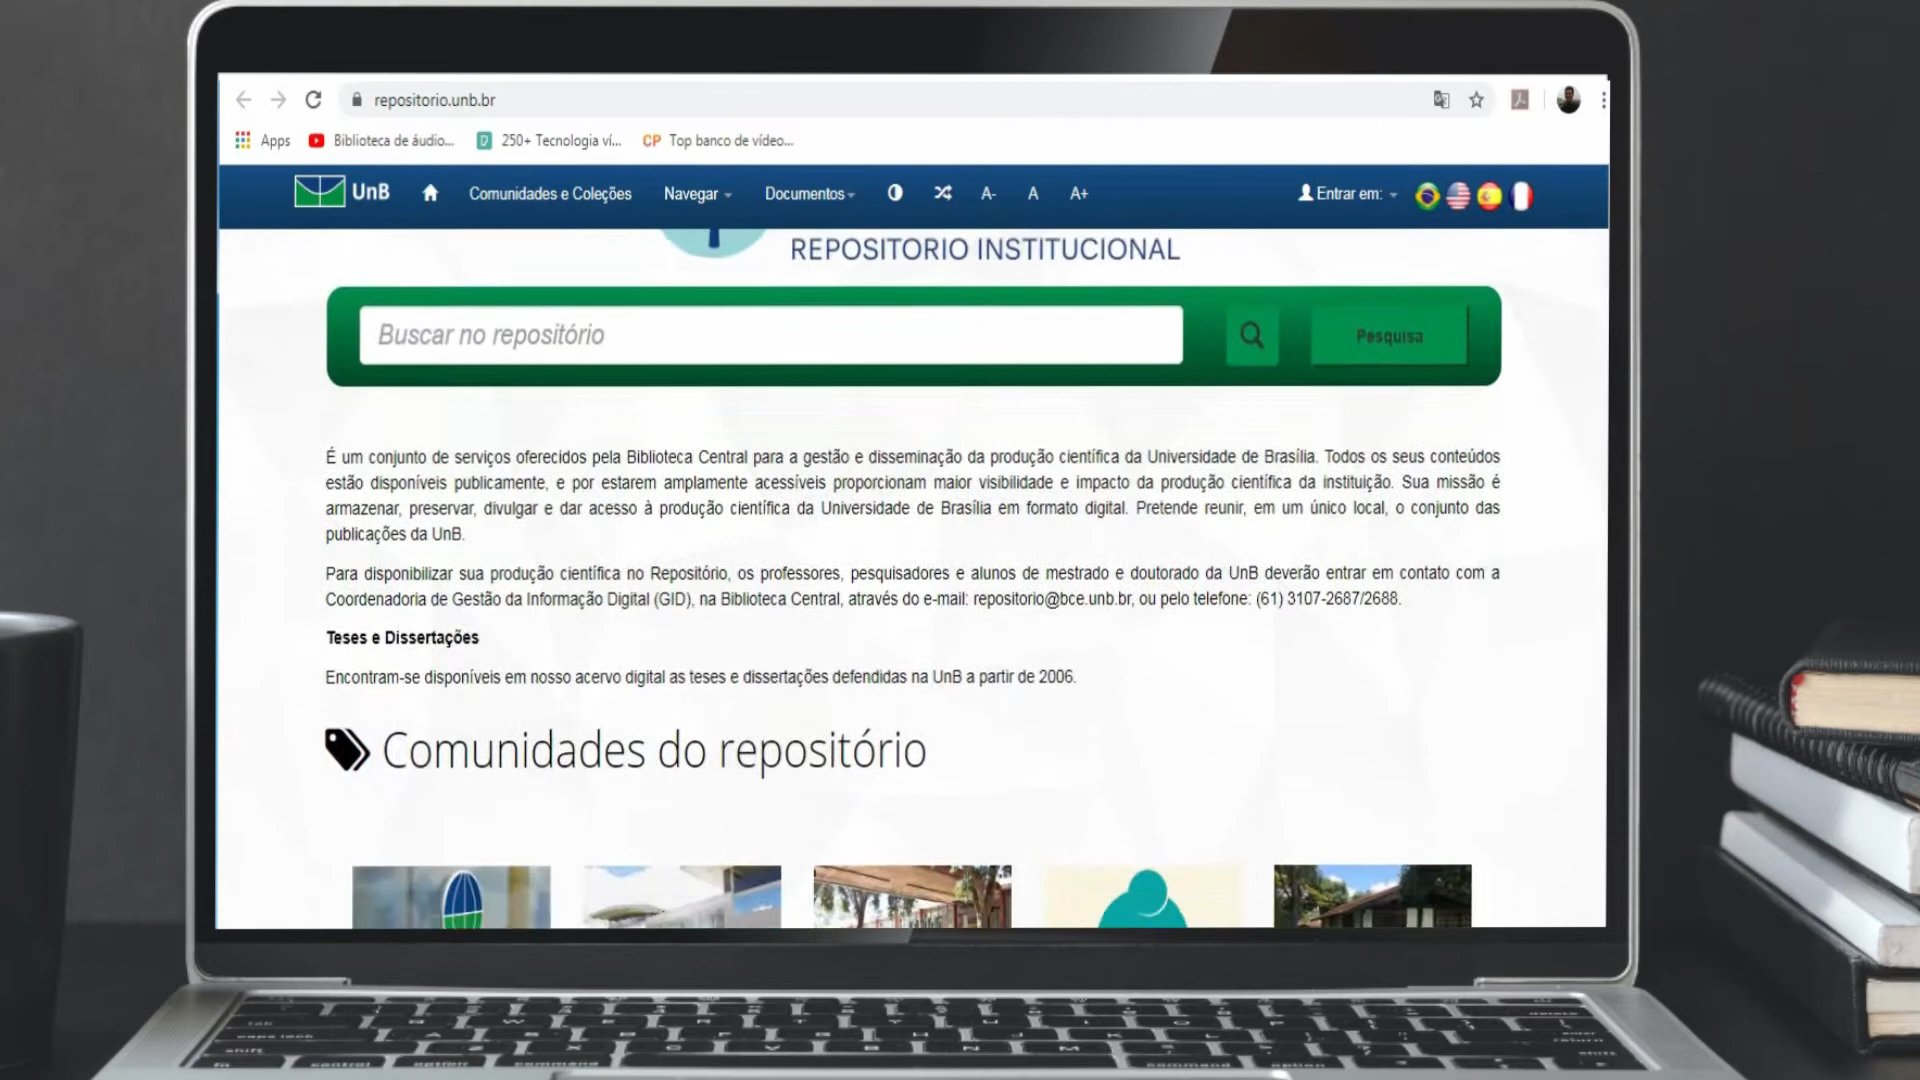 repositorio.unb.br
Apps Biblioteca de áudio... 250+ Tecnologia ví... CP Top banco de vídeo...
UnB Comunidades e Coleções Navegar Documentos A- A A+ Entrar em:
REPOSITORIO INSTITUCIONAL
Buscar no repositório Pesquisa
É um conjunto de serviços oferecidos pela Biblioteca Central para a gestão e disseminação da produção científica da Universidade de Brasília. Todos os seus conteúdos
estão disponíveis publicamente, e por estarem amplamente acessíveis proporcionam maior visibilidade e impacto da produção científica da instituição. Sua missão é
armazenar, preservar, divulgar e dar acesso à produção científica da Universidade de Brasília em formato digital. Pretende reunir, em um único local, o conjunto das
publicações da UnB.
Para disponibilizar sua produção científica no Repositório, os professores, pesquisadores e alunos de mestrado e doutorado da UnB deverão entrar em contato com a
Coordenadoria de Gestão da Informação Digital (GID), na Biblioteca Central, através do e-mail: repositorio@bce.unb.br, ou pelo telefone: (61) 3107-2687/2688.
Teses e Dissertações
Encontram-se disponíveis em nosso acervo digital as teses e dissertações defendidas na UnB a partir de 2006.
Comunidades do repositório